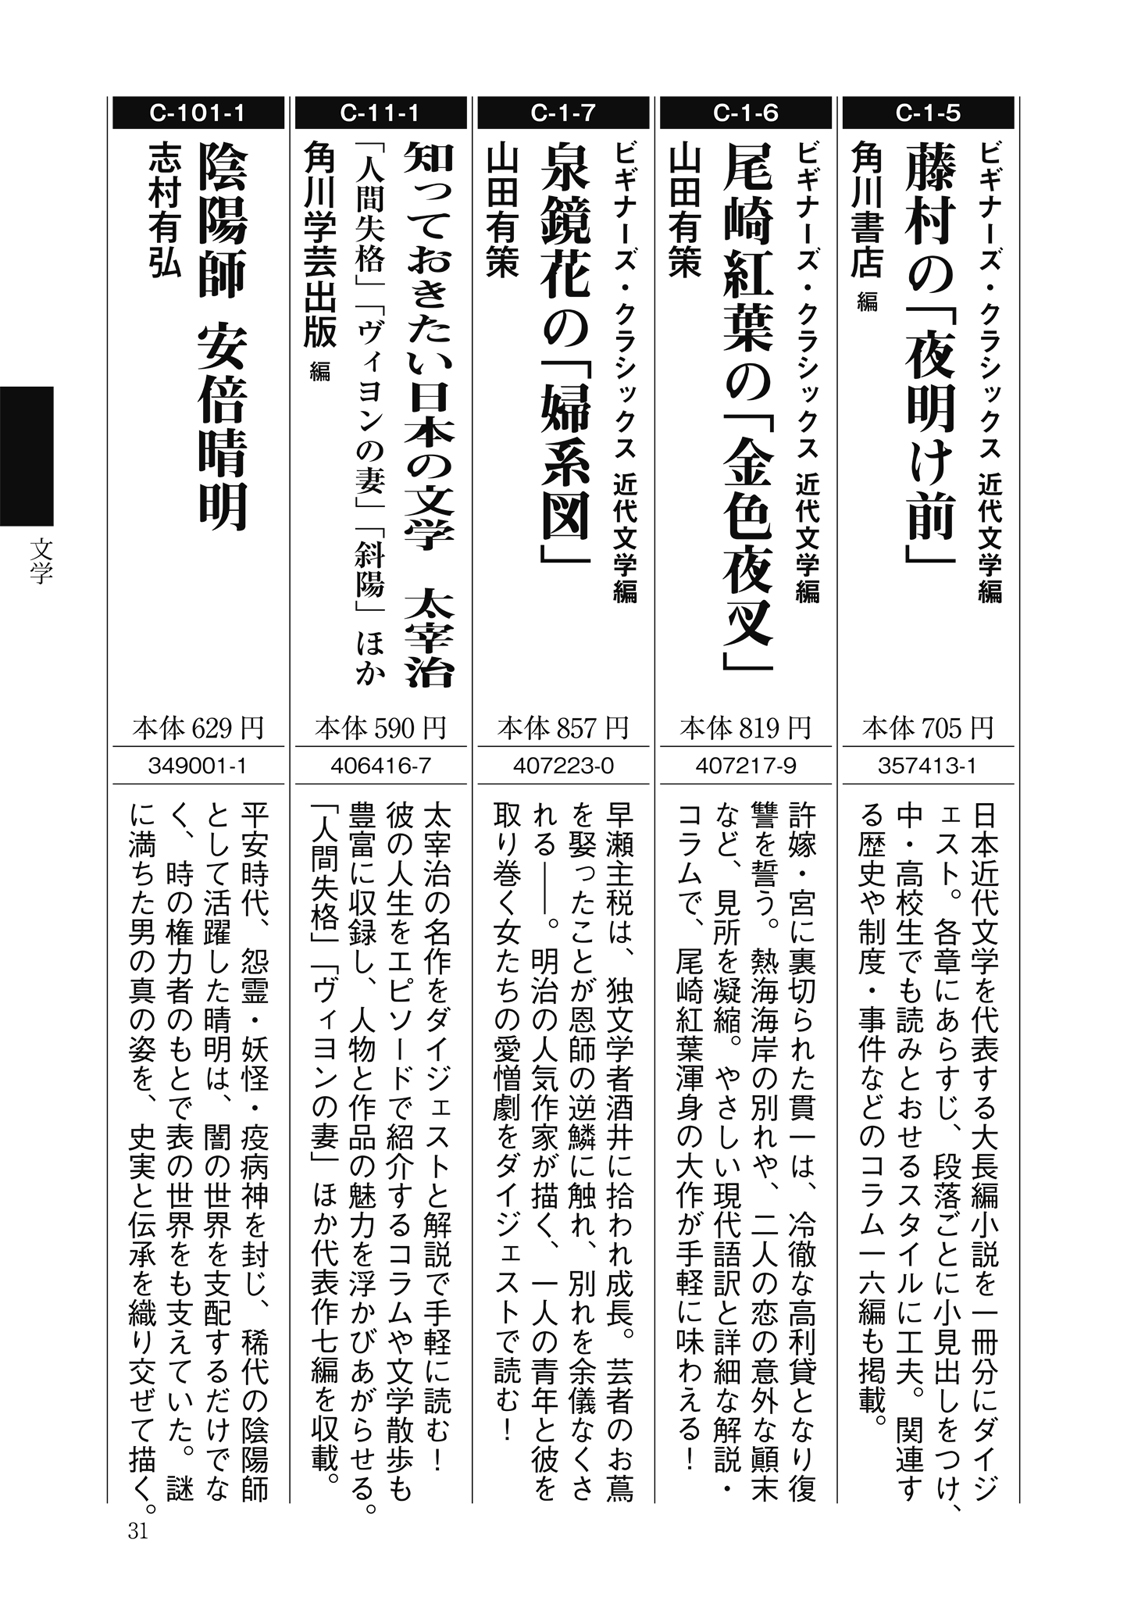 C-1-5
ビギナーズ・クラシックス 近代文学編
藤村の「夜明け前」
角川書店 編
本体705円
357413-1
日本近代文学を代表する大長編小説を一冊分にダイジ
ェスト。各章にあらすじ、段落ごとに小見出しをつけ、
中・高校生でも読みとおせるスタイルに工夫。関連す
る歴史や制度・事件などのコラム一六編も掲載。
C-1-6
ビギナーズ・クラシックス 近代文学編
尾崎紅葉の「金色夜叉」
山田有策
本体819円
407217-9
許嫁・宮に裏切られた貫一は、冷徹な高利貸となり復
讐を誓う。熱海海岸の別れや、二人の恋の意外な顚末
など、見所を凝縮。やさしい現代語訳と詳細な解説・
コラムで、尾崎紅葉渾身の大作が手軽に味わえる！
C-1-7
ビギナーズ・クラシックス 近代文学編
泉鏡花の「婦系図」
山田有策
本体857円
407223-0
早瀬主税は、独文学者酒井に拾われ成長。芸者のお蔦
を娶ったことが恩師の逆鱗に触れ、別れを余儀なくさ
れる――。明治の人気作家が描く、一人の青年と彼を
取り巻く女たちの愛憎劇をダイジェストで読む！
C-11-1
知っておきたい日本の文学　太宰治
「人間失格」「ヴィヨンの妻」「斜陽」ほか
角川学芸出版 編
本体590円
406416-7
太宰治の名作をダイジェストと解説で手軽に読む！
彼の人生をエピソードで紹介するコラムや文学散歩も
豊富に収録し、人物と作品の魅力を浮かびあがらせる。
「人間失格」「ヴィヨンの妻」ほか代表作七編を収載。
C-101-1
陰陽師 安倍晴明
志村有弘
本体629円
349001-1
平安時代、怨霊・妖怪・疫病神を封じ、稀代の陰陽師
として活躍した晴明は、闇の世界を支配するだけでな
く、時の権力者のもとで表の世界をも支えていた。謎
に満ちた男の真の姿を、史実と伝承を織り交ぜて描く。
文学
31